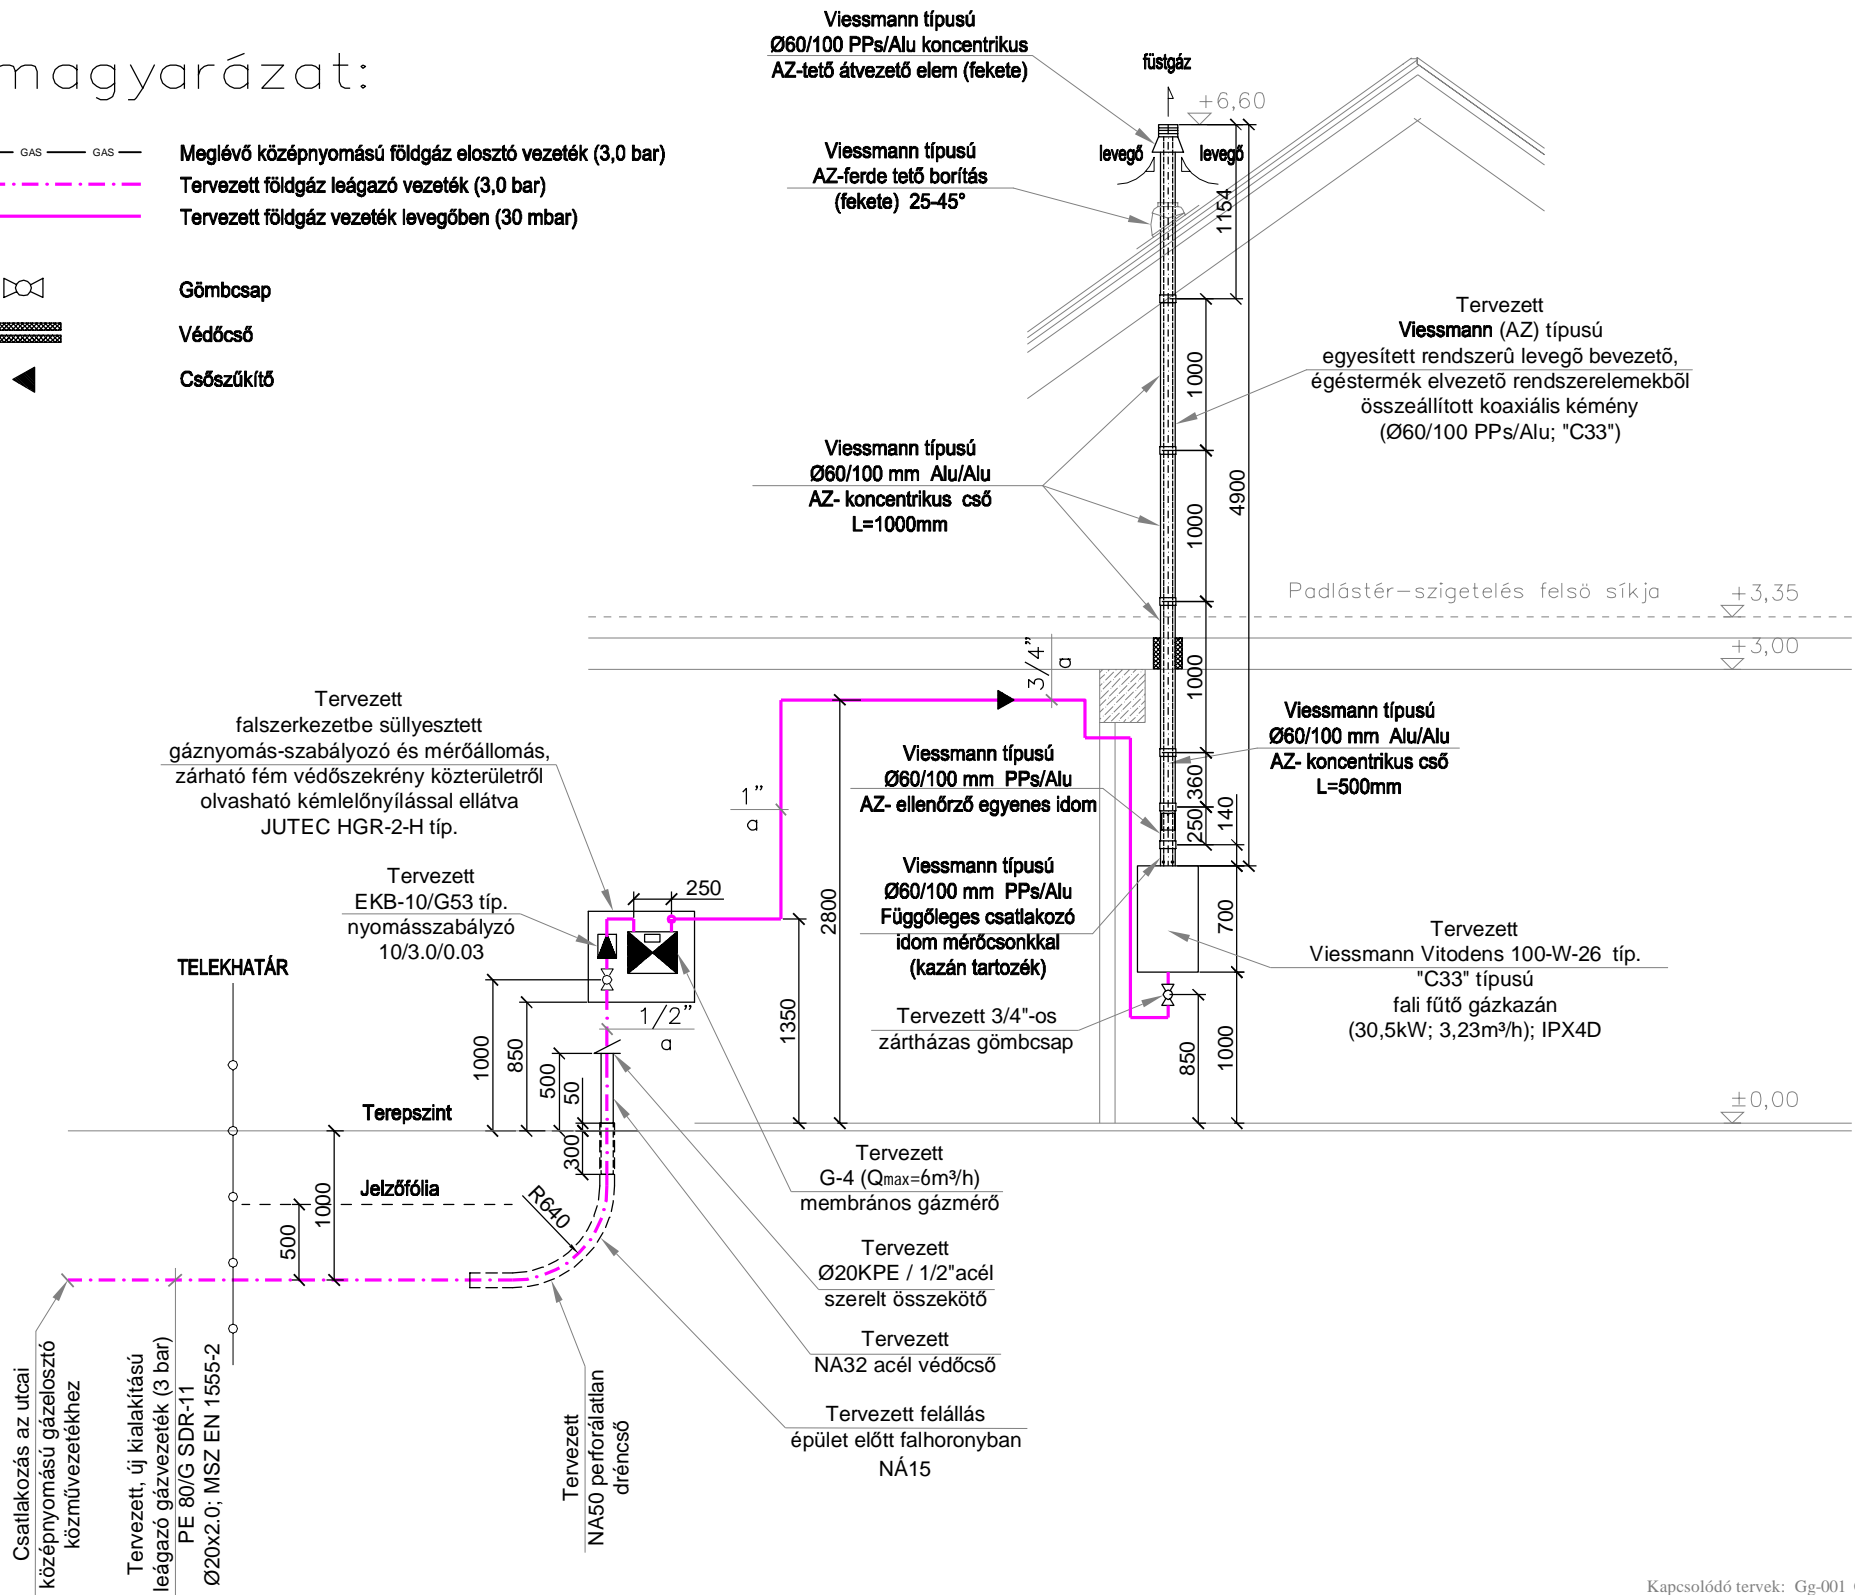 magyarázat:
GAS GAS
Meglévő középnyomású földgáz elosztó vezeték (3,0 bar)
Tervezett földgáz leágazó vezeték (3,0 bar)
Tervezett földgáz vezeték levegőben (30 mbar)
Gömbcsap
Védőcső
Csőszűkítő
Viessmann típusú
Ø60/100 PPs/Alu koncentrikus
AZ-tető átvezető elem (fekete)
füstgáz
+6,60
levegő
levegő
Viessmann típusú
AZ-ferde tető borítás
(fekete) 25-45°
1154
1000
1000
1000
4900
Tervezett
Viessmann (AZ) típusú
egyesített rendszerû levegõ bevezetõ,
égéstermék elvezetõ rendszerelemekbõl
összeállított koaxiális kémény
(Ø60/100 PPs/Alu; "C33")
Viessmann típusú
Ø60/100 mm Alu/Alu
AZ- koncentrikus cső
L=1000mm
Padlástér-szigetelés felsö síkja
+3,35
+3,00
3/4"
a
Viessmann típusú
Ø60/100 mm Alu/Alu
AZ- koncentrikus cső
L=500mm
360
250
140
Tervezett
falszerkezetbe süllyesztett
gáznyomás-szabályozó és mérőállomás,
zárható fém védőszekrény közterületről
olvasható kémlelőnyílással ellátva
JUTEC HGR-2-H típ.
1"
a
Viessmann típusú
Ø60/100 mm PPs/Alu
AZ- ellenőrző egyenes idom
Viessmann típusú
Ø60/100 mm PPs/Alu
Függőleges csatlakozó
idom mérőcsonkkal
(kazán tartozék)
Tervezett
EKB-10/G53 típ.
nyomásszabályzó
10/3.0/0.03
250
2800
1350
700
1000
850
Tervezett
Viessmann Vitodens 100-W-26 típ.
"C33" típusú
fali fűtő gázkazán
(30,5kW; 3,23m³/h); IPX4D
Tervezett 3/4"-os
zártházas gömbcsap
TELEKHATÁR
1/2"
a
1000
850
500
50
300
Terepszint
±0,00
Jelzőfólia
1000
500
R640
Tervezett
G-4 (Qmax=6m³/h)
membrános gázmérő
Tervezett
Ø20KPE / 1/2"acél
szerelt összekötő
Tervezett
NA32 acél védőcső
Tervezett felállás
épület előtt falhoronyban
NÁ15
Csatlakozás az utcai
középnyomású gázelosztó
közművezetékhez
Tervezett, új kialakítású
leágazó gázvezeték (3 bar)
PE 80/G SDR-11
Ø20x2.0; MSZ EN 1555-2
Tervezett
NA50 perforálatlan
dréncső
Kapcsolódó tervek: Gg-001